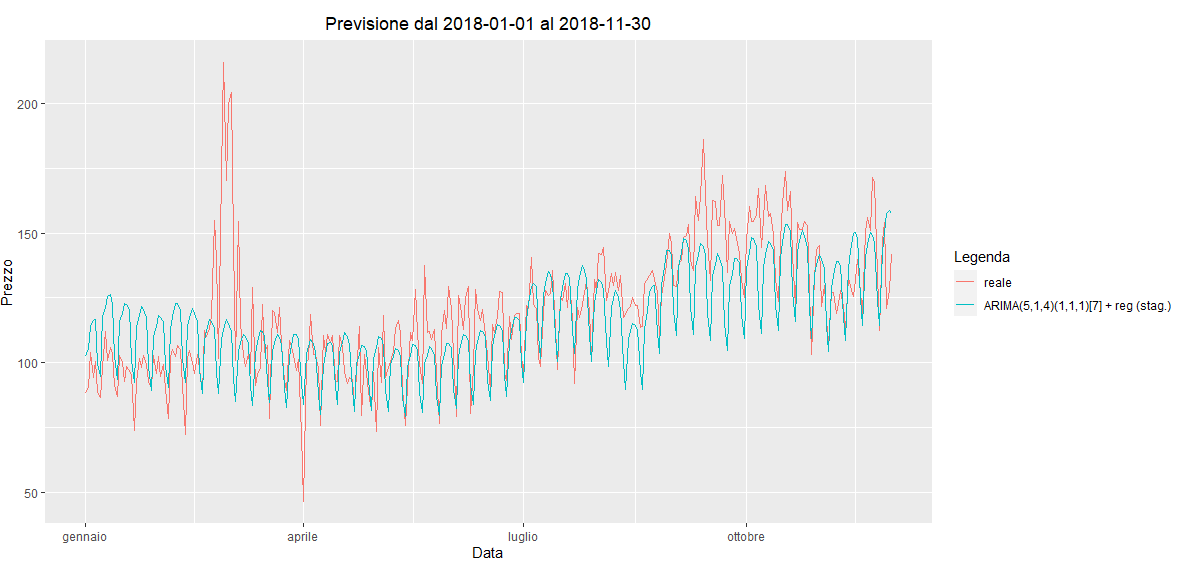 Previsione dal 2018-01-01 al 2018-11-30
Prezzo
200
150
100
50
gennaio
aprile
luglio
ottobre
Data
Legenda
reale
ARIMA(5,1,4)(1,1,1)[7] + reg (stag.)